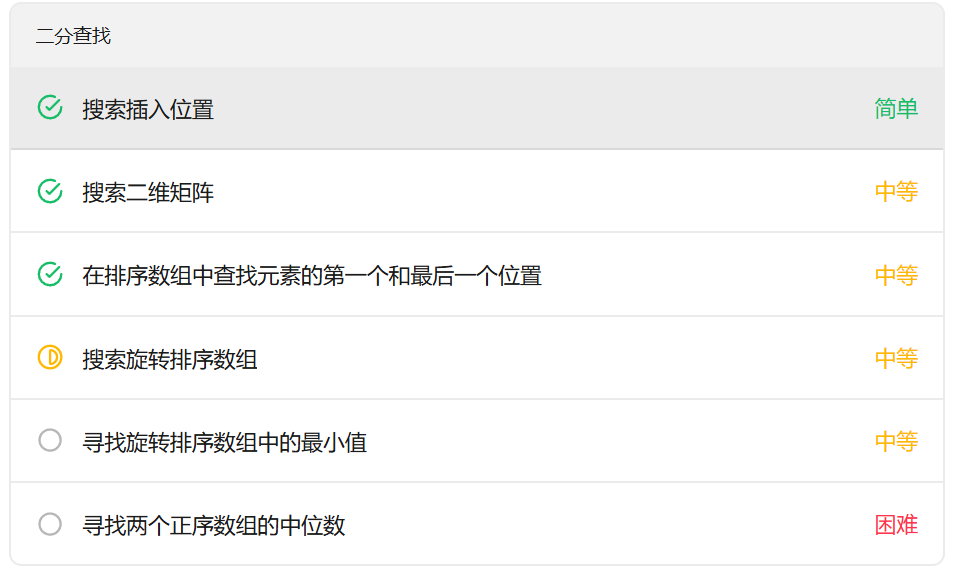 二分查找
搜索插入位置 简单
搜索二维矩阵 中等
在排序数组中查找元素的第一个和最后一个位置 中等
搜索旋转排序数组 中等
寻找旋转排序数组中的最小值 中等
寻找两个正序数组的中位数 困难